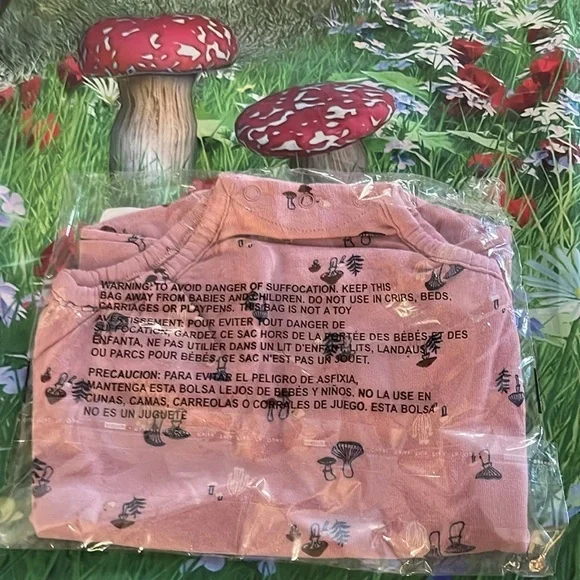 WARNING: TO AVOID DANGER OF SUFFOCATION. KEEP THIS
BAG AWAY FROM BABIES AND CHILDREN. DO NOT USE IN CRIBS, BEDS,
CARRIAGES OR PLAYPENS. THIS BAG IS NOT A TOY
AVERTISSEMENT: POUR EVITER TOUT DANGER DE
SUFFOCATION, GARDEZ CE SAC HORS DE LA PORTÉE DES BÉBÉS ET DES
ENFANTA, NE PAS UTILIZER DANS UN LIT D'ENFANT, LITS, LANDAUS
OU PARCS POUR BÉBÉS, CE SAC N'EST PAS UN JOUET.
PRECAUCION: PARA EVITAR EL PELIGRO DE ASFIXIA,
MANTENGA ESTA BOLSA LEJOS DE BEBÉS Y NIÑOS. NO LA USE EN
CUNAS, CAMAS, CARREOLAS Ó CORRALES DE JUEGO. ESTA BOLSA
NO ES UN JUGUETE